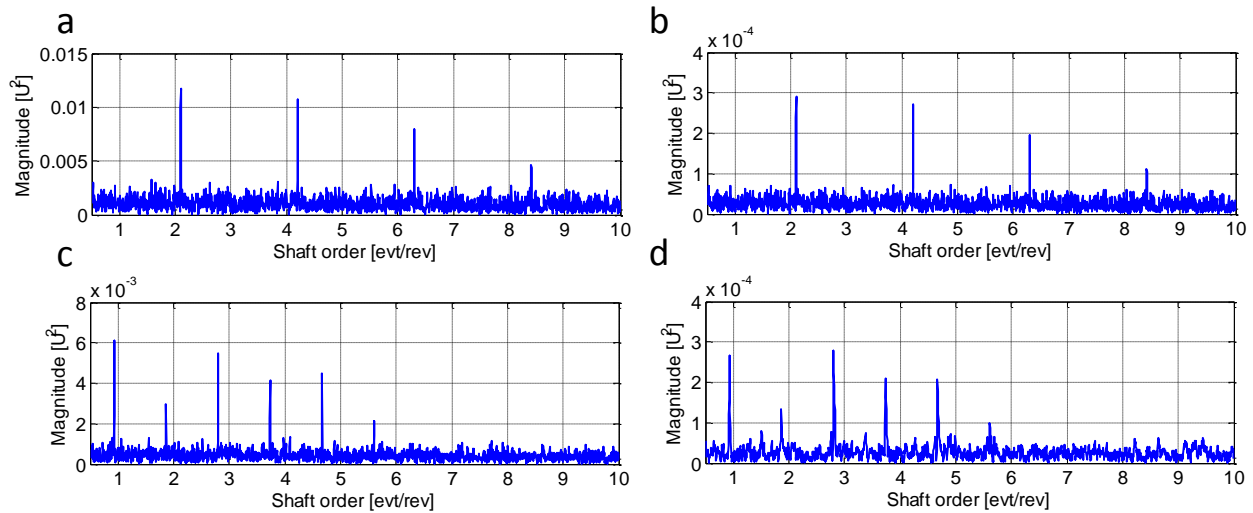 a
0.015
0.01
0.005
0
Magnitude [U²]
1 2 3 4 5 6 7 8 9 10
Shaft order [evt/rev]
b
x 10⁻⁴
4
3
2
1
0
Magnitude [U²]
1 2 3 4 5 6 7 8 9 10
Shaft order [evt/rev]
c
x 10⁻³
8
6
4
2
0
Magnitude [U²]
1 2 3 4 5 6 7 8 9 10
Shaft order [evt/rev]
d
x 10⁻⁴
4
3
2
1
0
Magnitude [U²]
1 2 3 4 5 6 7 8 9 10
Shaft order [evt/rev]